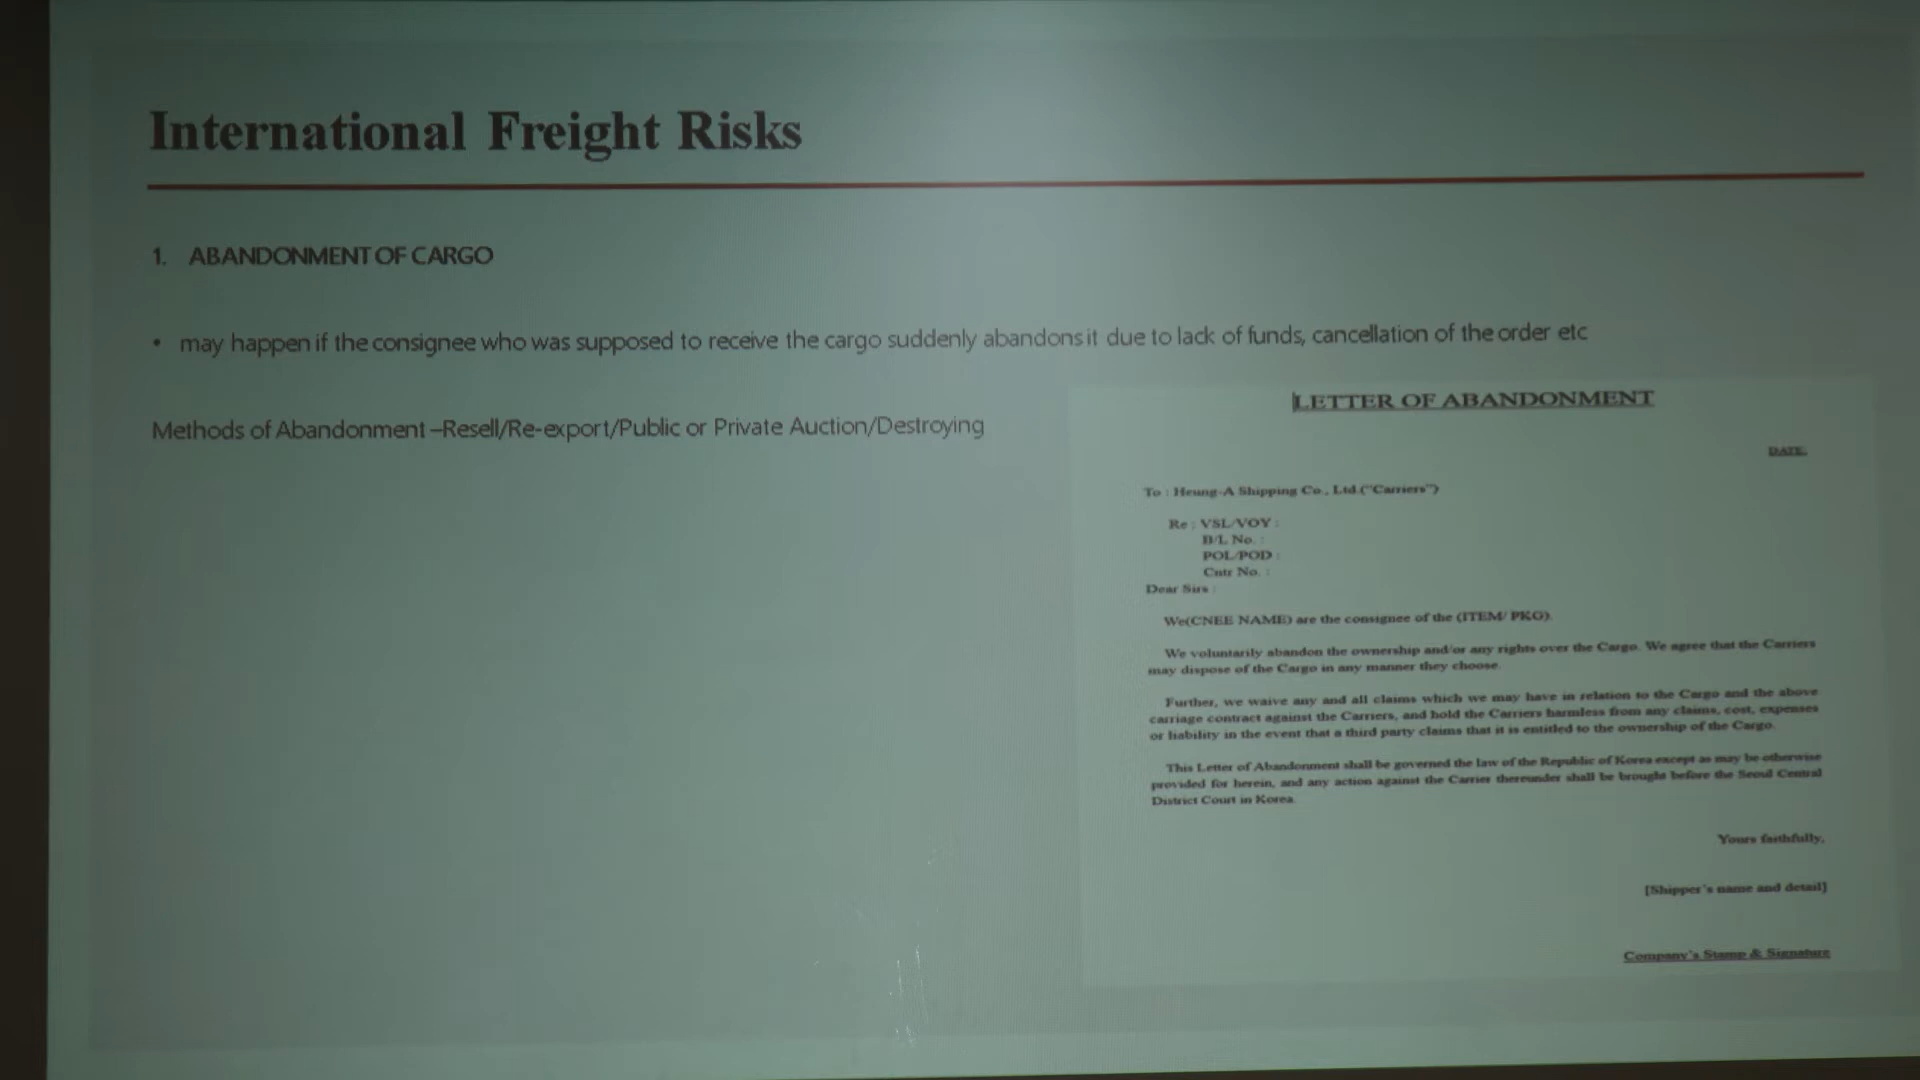 International Freight Risks
1. ABANDONMENT OF CARGO
• may happen if the consignee who was supposed to receive the cargo suddenly abandons it due to lack of funds, cancellation of the order etc
Methods of Abandonment –Resell/Re-export/Public or Private Auction/Destroying
LETTER OF ABANDONMENT
DATE.
To : Heung-A Shipping Co., Ltd.("Carriers")
Re : VSL/VOY :
B/L No. :
POL/POD :
Cntr No. :
Dear Sirs :
We(CNEE NAME) are the consignee of the (ITEM/ PKG).
We voluntarily abandon the ownership and/or any rights over the Cargo. We agree that the Carriers
may dispose of the Cargo in any manner they choose.
Further, we waive any and all claims which we may have in relation to the Cargo and the above
carriage contract against the Carriers, and hold the Carriers harmless from any claims, cost, expenses
or liability in the event that a third party claims that it is entitled to the ownership of the Cargo.
This Letter of Abandonment shall be governed the law of the Republic of Korea except as may be otherwise
provided for herein, and any action against the Carrier thereunder shall be brought before the Seoul Central
District Court in Korea.
Yours faithfully,
[Shipper's name and detail]
Company's Stamp & Signature